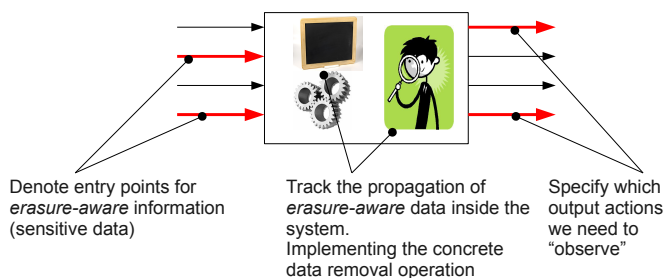 Denote entry points for
erasure-aware information
(sensitive data)
Track the propagation of
erasure-aware data inside the
system.
Implementing the concrete
data removal operation
Specify which
output actions
we need to
“observe”